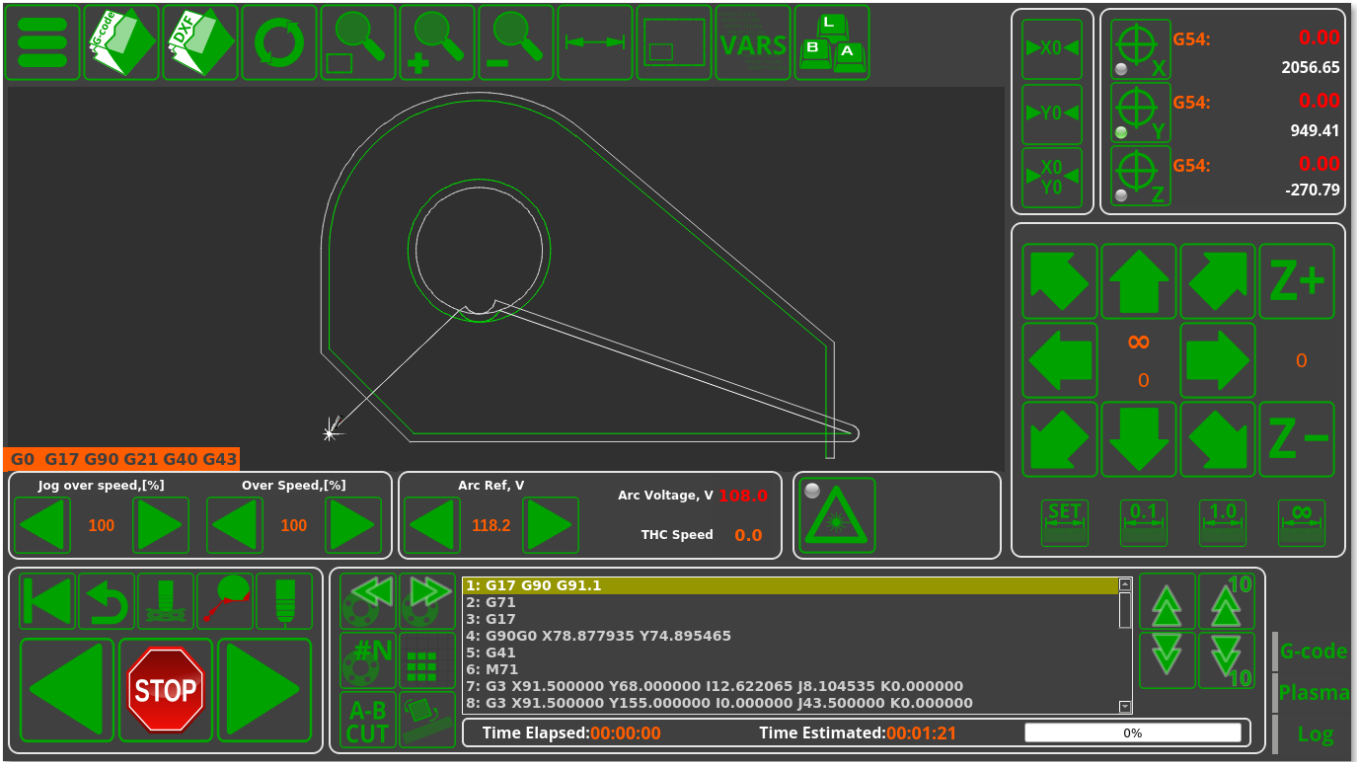 G-code
DXF
VARS
L
B
A
▶X0◀
▶Y0◀
X0
Y0
X
G54:
0.00
2056.65
Y
G54:
0.00
949.41
Z
G54:
0.00
-270.79
G0 G17 G90 G21 G40 G43
Z+
∞
0
0
Z-
SET
0.1
1.0
∞
Jog over speed,[%]
100
Over Speed,[%]
100
Arc Ref, V
118.2
Arc Voltage, V 108.0
THC Speed 0.0
STOP
#N
A-B
CUT
1: G17 G90 G91.1
2: G71
3: G17
4: G90G0 X78.877935 Y74.895465
5: G41
6: M71
7: G3 X91.500000 Y68.000000 I12.622065 J8.104535 K0.000000
8: G3 X91.500000 Y155.000000 I0.000000 J43.500000 K0.000000
Time Elapsed:00:00:00
Time Estimated:00:01:21
0%
10
10
G-code
Plasma
Log